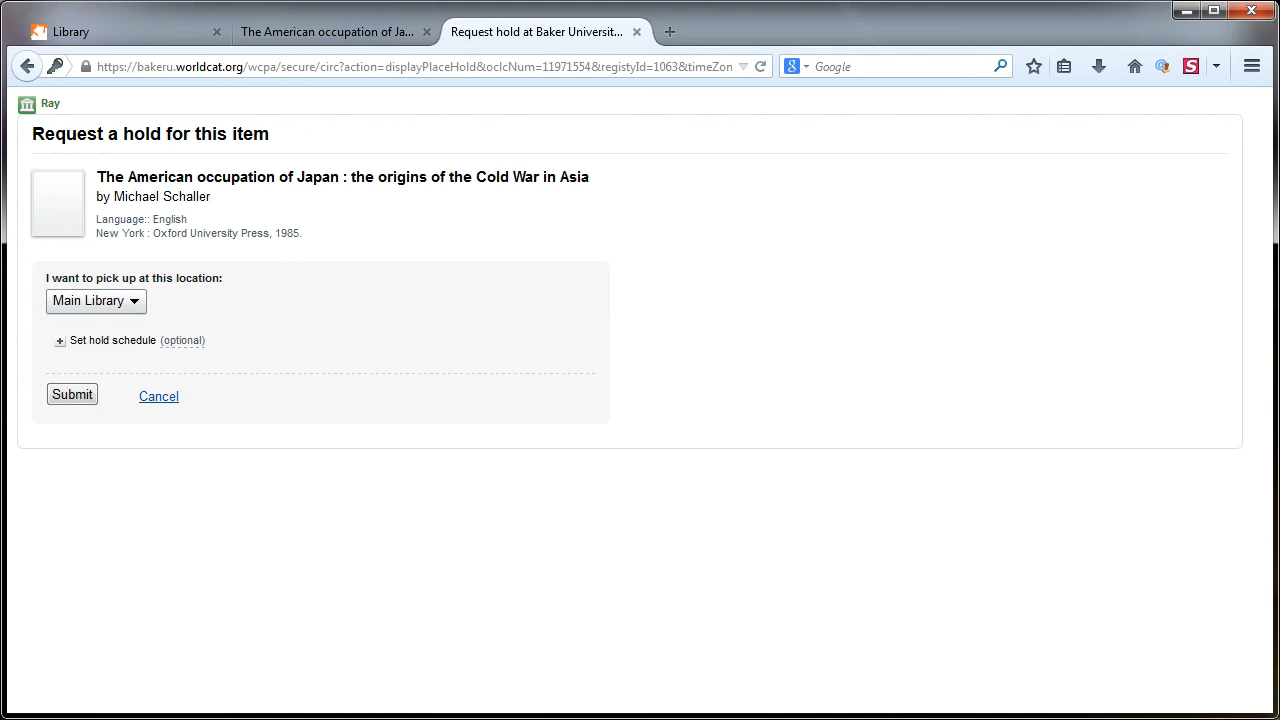 Library
The American occupation of Ja...
Request hold at Baker Universit...
https://bakeru.worldcat.org/wcpa/secure/circ?action=displayPlaceHold&oclcNum=11971554&registyId=1063&timeZon
Google
Ray
Request a hold for this item
The American occupation of Japan : the origins of the Cold War in Asia
by Michael Schaller
Language:: English
New York : Oxford University Press, 1985.
I want to pick up at this location:
Main Library
Set hold schedule (optional)
Submit
Cancel